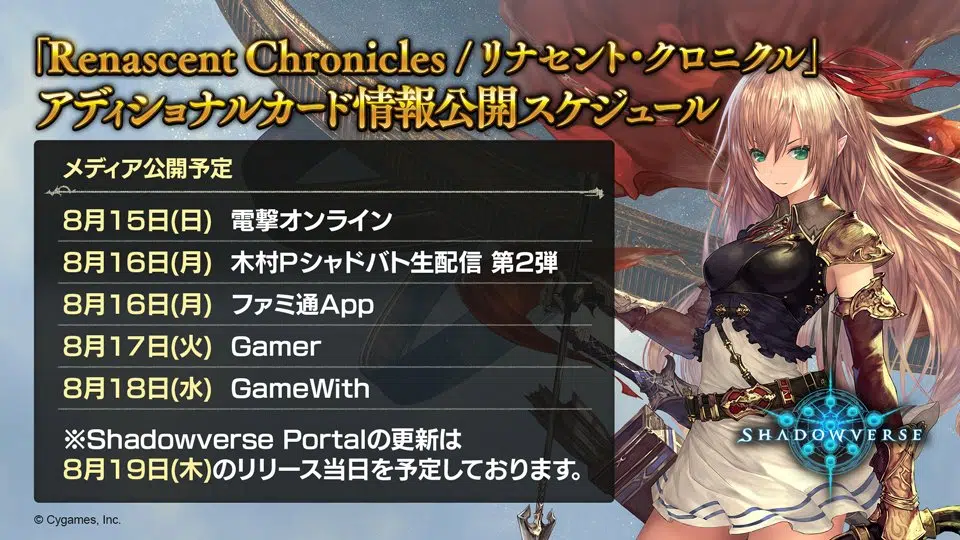 「Renascent Chronicles / リナセント・クロニクル」
アディショナルカード情報公開スケジュール
メディア公開予定
8月15日(日) 電撃オンライン
8月16日(月) 木村Pシャドバト生配信 第2弾
8月16日(月) ファミ通App
8月17日(火) Gamer
8月18日(水) GameWith
※Shadowverse Portalの更新は
8月19日(木)のリリース当日を予定しております。
SHADOWVERSE
© Cygames, Inc.